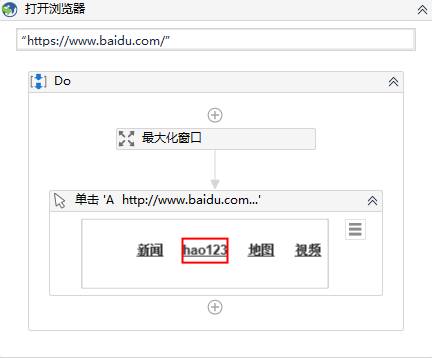 打开浏览器
"https://www.baidu.com/"
Do
最大化窗口
单击 'A http://www.baidu.com...'
新闻 hao123 地图 视频